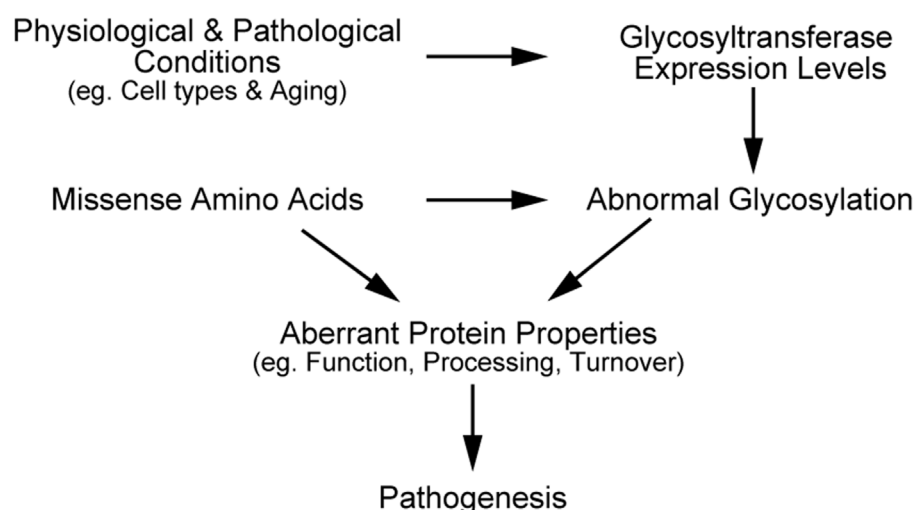 Physiological & Pathological
Conditions
(eg. Cell types & Aging)
Glycosyltransferase
Expression Levels
Missense Amino Acids
Abnormal Glycosylation
Aberrant Protein Properties
(eg. Function, Processing, Turnover)
Pathogenesis